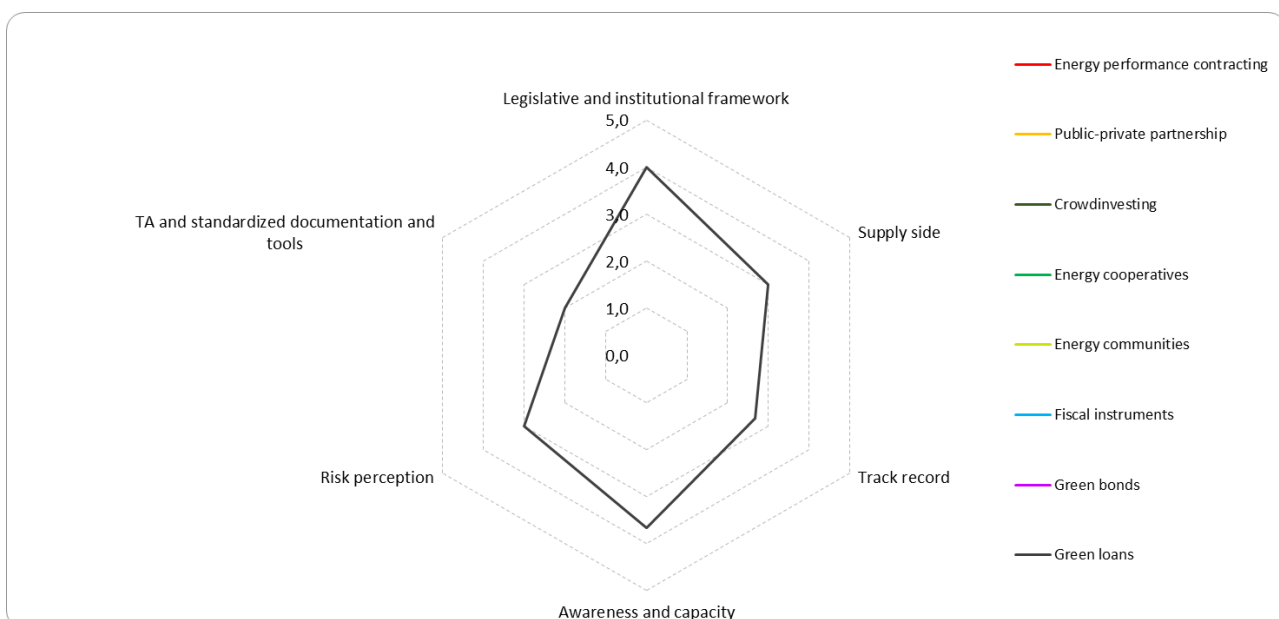 Legislative and institutional framework
5,0
4,0
3,0
2,0
1,0
0,0
TA and standardized documentation and
tools
Supply side
Risk perception
Track record
Awareness and capacity
Energy performance contracting
Public-private partnership
Crowdinvesting
Energy cooperatives
Energy communities
Fiscal instruments
Green bonds
Green loans